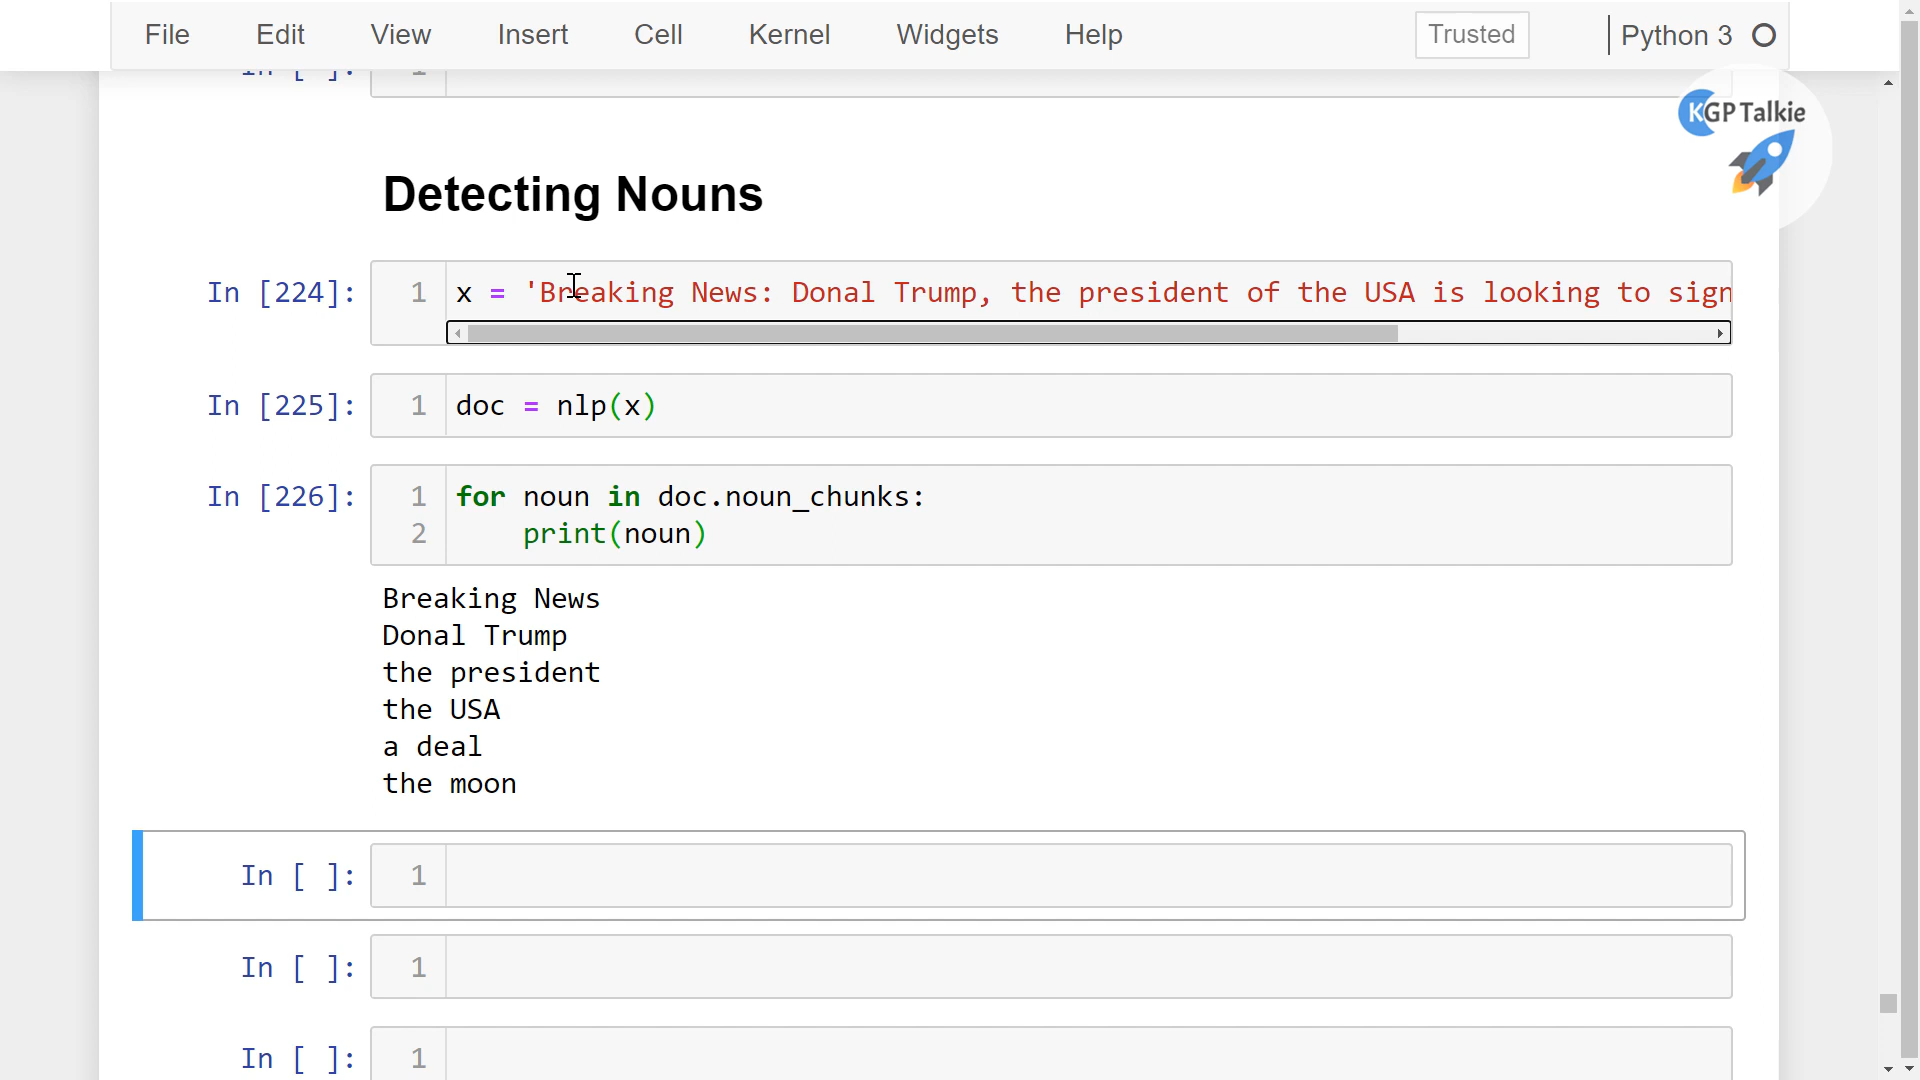 File Edit View Insert Cell Kernel Widgets Help Trusted Python 3
In [ ]: 1
KGP Talkie
Detecting Nouns
In [224]: 1 x = 'Breaking News: Donal Trump, the president of the USA is looking to sign
In [225]: 1 doc = nlp(x)
In [226]: 1 for noun in doc.noun_chunks:
2 print(noun)
Breaking News
Donal Trump
the president
the USA
a deal
the moon
In [ ]: 1
In [ ]: 1
In [ ]: 1